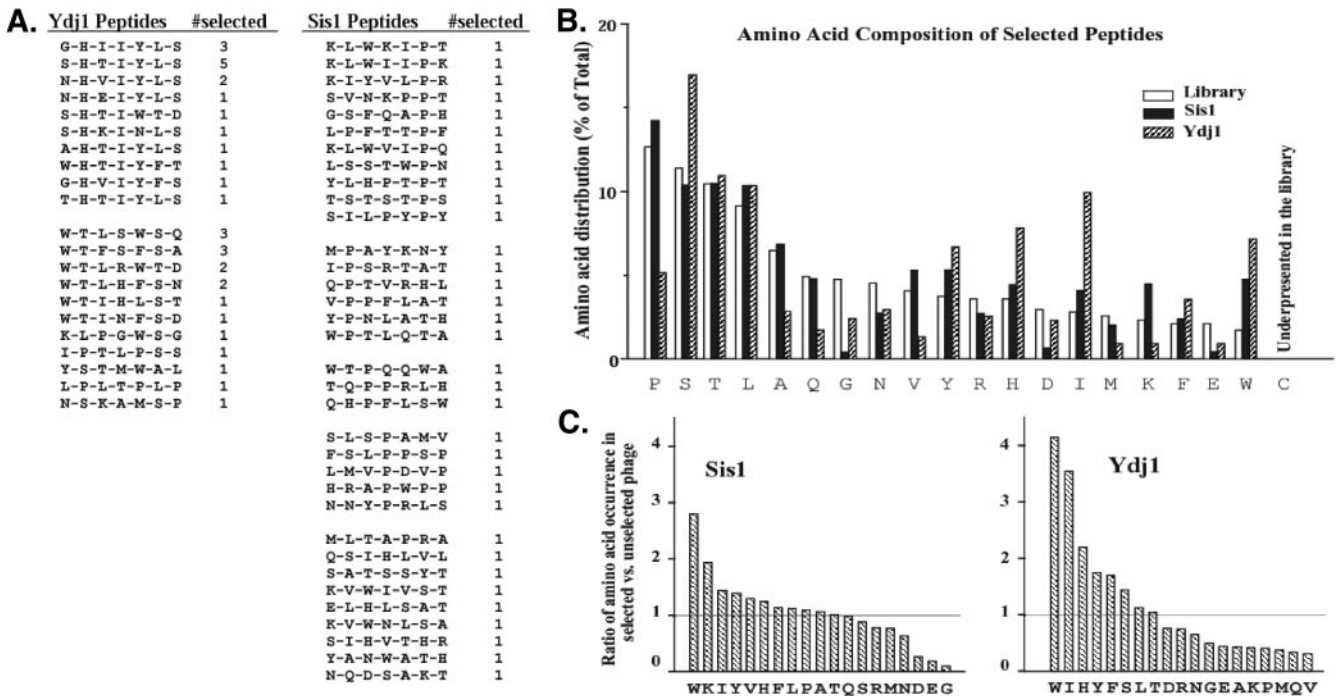 A.
Ydj1 Peptides #selected
G-H-I-I-Y-L-S 3
S-H-T-I-Y-L-S 5
N-H-V-I-Y-L-S 2
N-H-E-I-Y-L-S 1
S-H-T-I-W-T-D 1
S-H-K-I-N-L-S 1
A-H-T-I-Y-L-S 1
W-H-T-I-Y-F-T 1
G-H-V-I-Y-F-S 1
T-H-T-I-Y-L-S 1
W-T-L-S-W-S-Q 3
W-T-F-S-F-S-A 3
W-T-L-R-W-T-D 2
W-T-L-H-F-S-N 2
W-T-I-H-L-S-T 1
W-T-I-N-F-S-D 1
K-L-P-G-W-S-G 1
I-P-T-L-P-S-S 1
Y-S-T-M-W-A-L 1
L-P-L-T-P-L-P 1
N-S-K-A-M-S-P 1
Sis1 Peptides #selected
K-L-W-K-I-P-T 1
K-L-W-I-I-P-K 1
K-I-Y-V-L-P-R 1
S-V-N-K-P-P-T 1
G-S-F-Q-A-P-H 1
L-P-F-T-T-P-F 1
K-L-W-V-I-P-Q 1
L-S-S-T-W-P-N 1
Y-L-H-P-T-P-T 1
T-S-T-S-T-P-S 1
S-I-L-P-Y-P-Y 1
M-P-A-Y-K-N-Y 1
I-P-S-R-T-A-T 1
Q-P-T-V-R-H-L 1
V-P-P-F-L-A-T 1
Y-P-N-L-A-T-H 1
W-P-T-L-Q-T-A 1
W-T-P-Q-Q-W-A 1
T-Q-P-P-R-L-H 1
Q-H-P-F-L-S-W 1
S-L-S-P-A-M-V 1
F-S-L-P-P-S-P 1
L-M-V-P-D-V-P 1
H-R-A-P-W-P-P 1
N-N-Y-P-R-L-S 1
M-L-T-A-P-R-A 1
Q-S-I-H-L-V-L 1
S-A-T-S-S-Y-T 1
K-V-W-I-V-S-T 1
E-L-H-L-S-A-T 1
K-V-W-N-L-S-A 1
S-I-H-V-T-H-R 1
Y-A-N-W-A-T-H 1
N-Q-D-S-A-K-T 1
B.
Amino Acid Composition of Selected Peptides
Library
Sis1
Ydj1
Amino acid distribution (% of Total)
20
10
0
P S T L A Q G N V Y R H D I M K F E W C
Underpresented in the library
C.
Ratio of amino acid occurrence in
selected vs. unselected phage
Sis1
4
3
2
1
0
WKIYVHFLPATQSRMNDEG
Ydj1
4
3
2
1
0
WIHYFSLTDRNGEAKPMQV